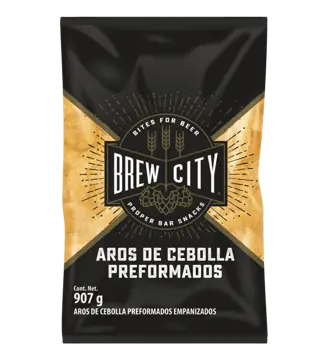 BITES FOR BEER
BREW CITY
PROPER BAR SNACKS
AROS DE CEBOLLA
PREFORMADOS
Cont. Net.
907 g
AROS DE CEBOLLA PREFORMADOS EMPANIZADOS